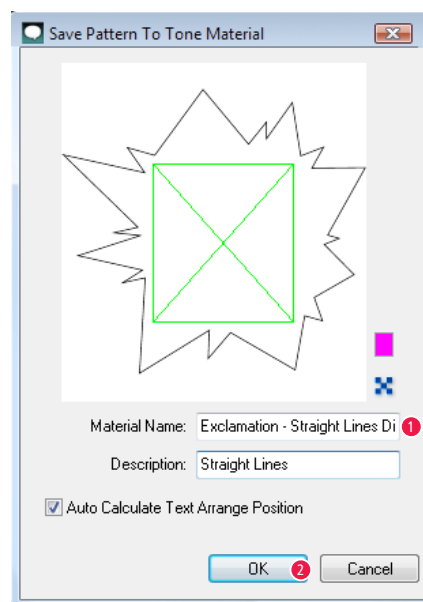 Save Pattern To Tone Material
Material Name: Exclamation - Straight Lines Di 1
Description: Straight Lines
Auto Calculate Text Arrange Position
OK 2 Cancel